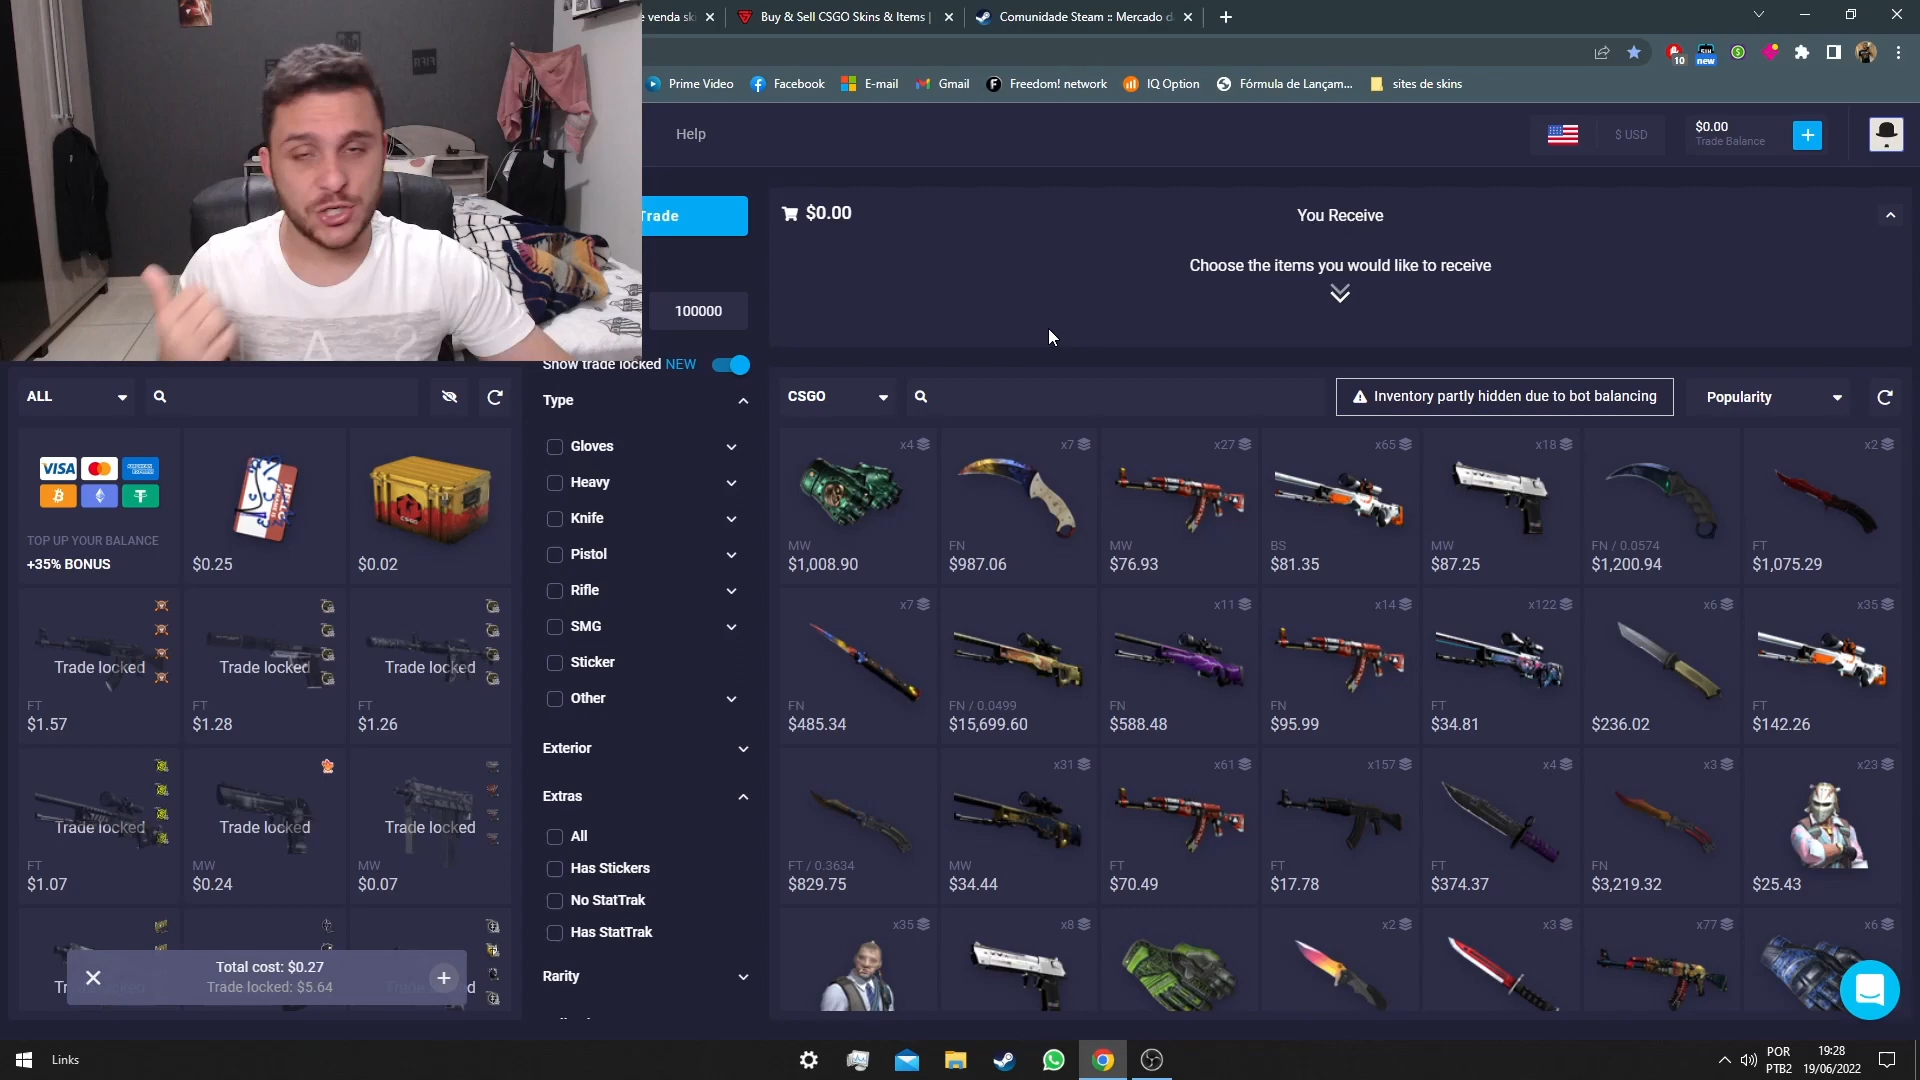 e venda sk
Buy & Sell CSGO Skins & Items |
Comunidade Steam :: Mercado d
10
new
Prime Video
Facebook
E-mail
Gmail
Freedom! network
IQ Option
Fórmula de Lançam...
sites de skins
Help
$ USD
$0.00
Trade Balance
Trade
$0.00
You Receive
Choose the items you would like to receive
100000
Show trade locked NEW
ALL
Type
CSGO
Inventory partly hidden due to bot balancing
Popularity
Gloves
Heavy
Knife
Pistol
Rifle
SMG
Sticker
Other
Exterior
Extras
All
Has Stickers
No StatTrak
Has StatTrak
Rarity
VISA
TOP UP YOUR BALANCE
+35% BONUS
$0.25
$0.02
Trade locked
FT
$1.57
Trade locked
FT
$1.28
Trade locked
FT
$1.26
Trade locked
FT
$1.07
Trade locked
MW
$0.24
Trade locked
MW
$0.07
Total cost: $0.27
Trade locked: $5.64
x4
MW
$1,008.90
x7
FN
$987.06
x27
MW
$76.93
x65
BS
$81.35
x18
MW
$87.25
FN / 0.0574
$1,200.94
x2
FT
$1,075.29
x7
FN
$485.34
FN / 0.0499
$15,699.60
x11
FN
$588.48
x14
FN
$95.99
x122
FT
$34.81
x6
$236.02
x35
FT
$142.26
FT / 0.3634
$829.75
x31
MW
$34.44
x61
FT
$70.49
x157
FT
$17.78
x4
FT
$374.37
x3
FN
$3,219.32
x23
$25.43
x35
x8
x2
x3
x77
x6
Links
POR
PTB2
19:28
19/06/2022